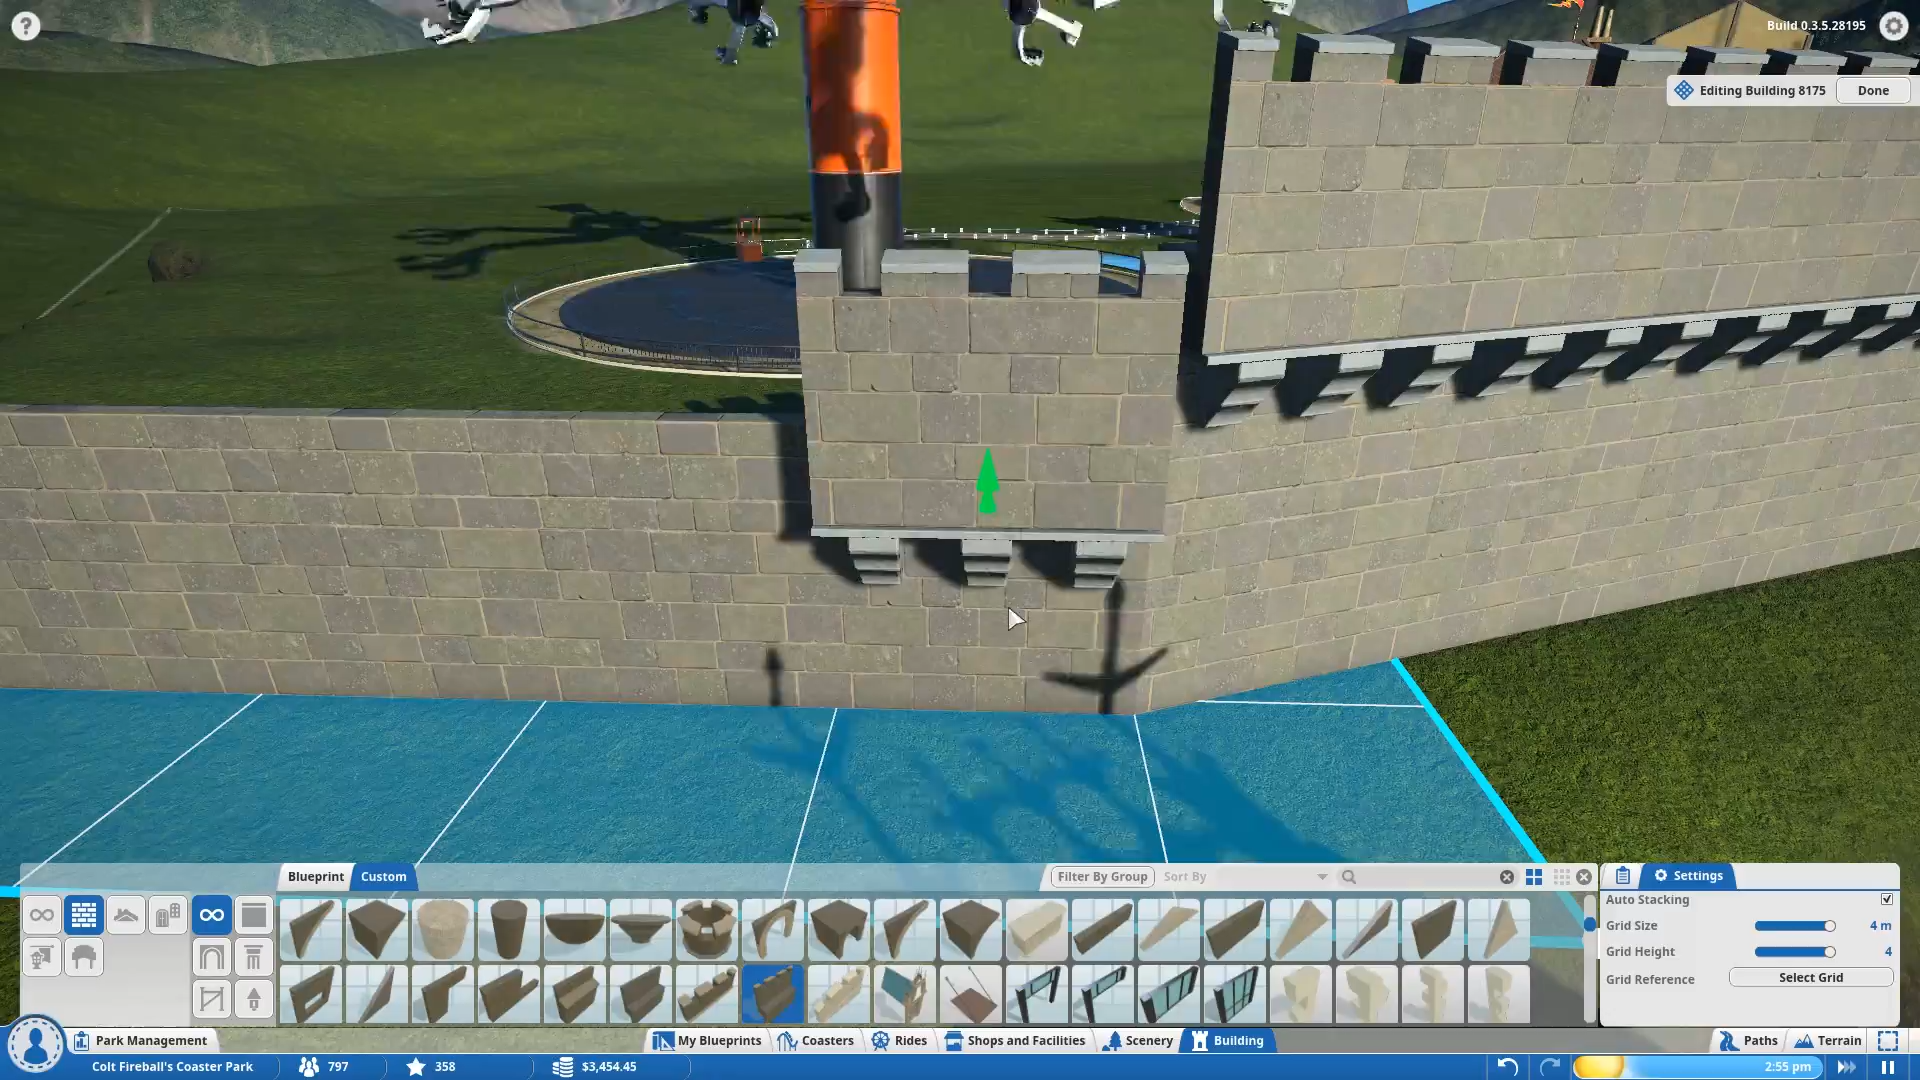 ?
Build 0.3.5.28195
Editing Building 8175
Done
Blueprint
Custom
Filter By Group
Sort By
Settings
Auto Stacking
Grid Size
4 m
Grid Height
4
Grid Reference
Select Grid
Park Management
My Blueprints
Coasters
Rides
Shops and Facilities
Scenery
Building
Paths
Terrain
Colt Fireball's Coaster Park
797
358
$3,454.45
2:55 pm